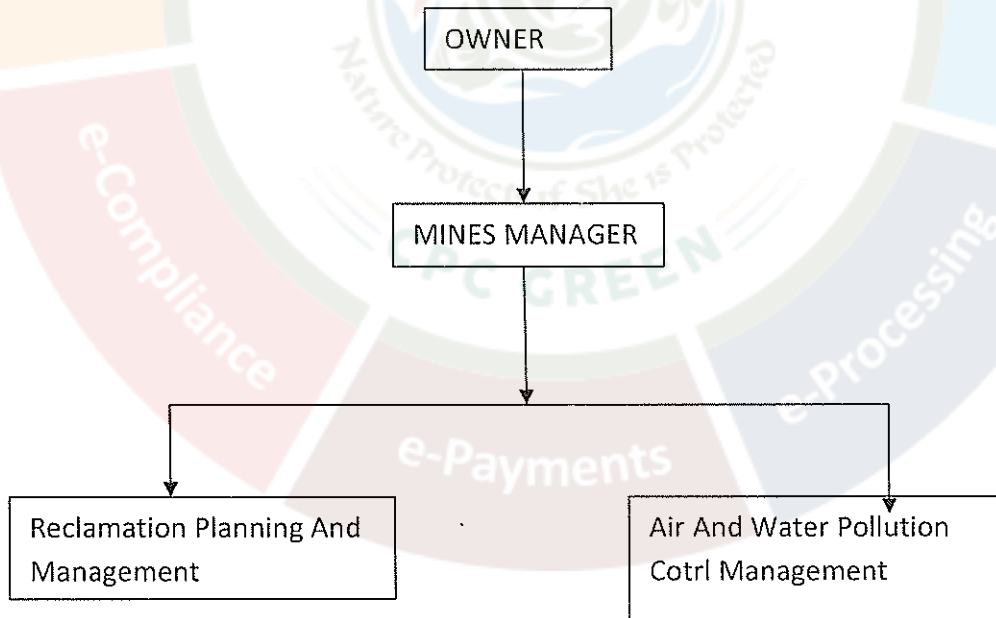 OWNER
Nature Protects if She is Protected
MINES MANAGER
CPC GREEN
e-Compliance
e-Processing
e-Payments
Reclamation Planning And
Management
Air And Water Pollution
Cotrl Management